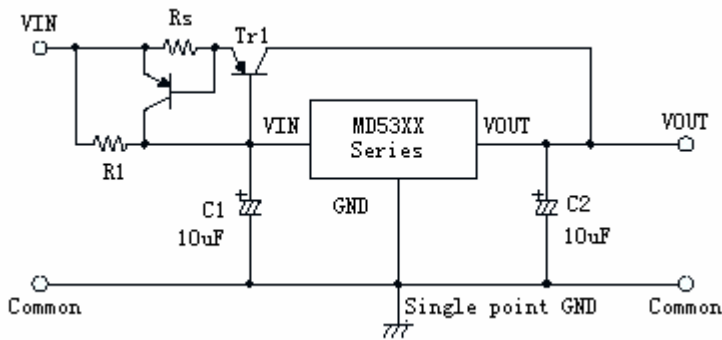 VIN
Rs
Tr1
VIN
MD53XX
Series
VOUT
VOUT
R1
C1
10uF
GND
C2
10uF
Common
Single point GND
Common